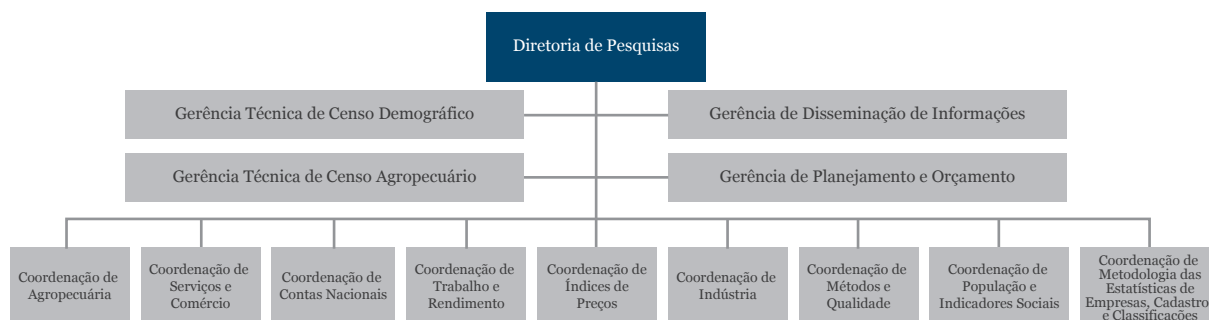 Diretoria de Pesquisas
Gerência Técnica de Censo Demográfico
Gerência de Disseminação de Informações
Gerência Técnica de Censo Agropecuário
Gerência de Planejamento e Orçamento
Coordenação de
Agropecuária
Coordenação de
Serviços e
Comércio
Coordenação de
Contas Nacionais
Coordenação de
Trabalho e
Rendimento
Coordenação de
Índices de
Preços
Coordenação de
Indústria
Coordenação de
Métodos e
Qualidade
Coordenação de
População e
Indicadores Sociais
Coordenação de
Metodologia das
Estatísticas de
Empresas, Cadastro
e Classificações